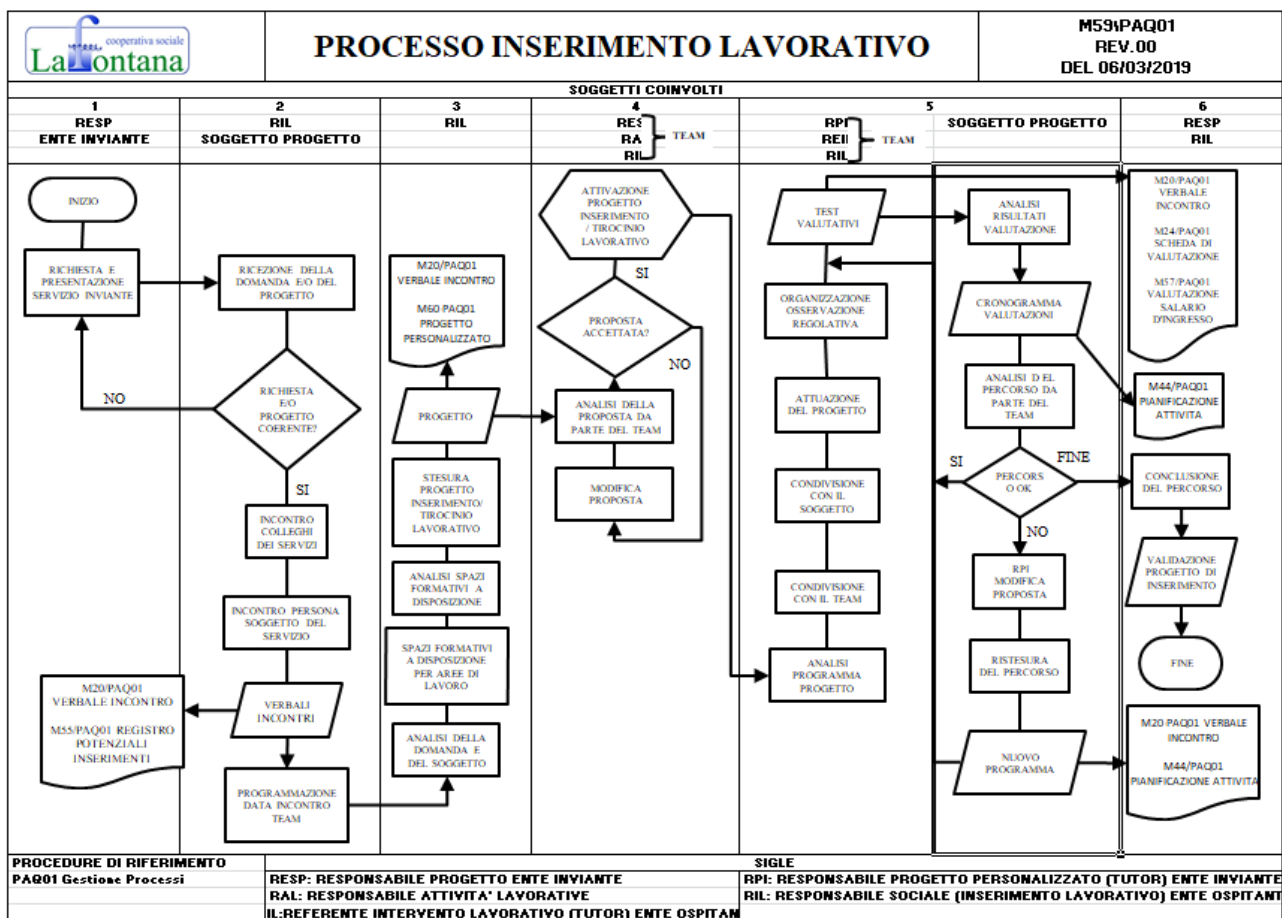 cooperativa sociale
La fontana
PROCESSO INSERIMENTO LAVORATIVO
M59\PAQ01
REV.00
DEL 06/03/2019
SOGGETTI COINVOLTI
1
RESP
ENTE INVIANTE
2
RIL
SOGGETTO PROGETTO
3
RIL
4
RES
RA
RIL
TEAM
5
RPI
REI
RIL
TEAM
SOGGETTO PROGETTO
6
RESP
RIL
INIZIO
RICHIESTA E
PRESENTAZIONE
SERVIZIO INVIANTE
NO
M20/PAQ01
VERBALE INCONTRO
M55/PAQ01 REGISTRO
POTENZIALI
INSERIMENTI
RICEZIONE DELLA
DOMANDA E/O DEL
PROGETTO
RICHIESTA
E/O
PROGETTO
COERENTE?
SI
INCONTRO
COLLEGHI
DEI SERVIZI
INCONTRO PERSONA
SOGGETTO DEL
SERVIZIO
VERBALI
INCONTRI
PROGRAMMAZIONE
DATA INCONTRO
TEAM
M20/PAQ01
VERBALE INCONTRO
M60 PAQ01
PROGETTO
PERSONALIZZATO
PROGETTO
STESURA
PROGETTO
INSERIMENTO/
TIROCINIO
LAVORATIVO
ANALISI SPAZI
FORMATIVI A
DISPOSIZIONE
SPAZI FORMATIVI
A DISPOSIZIONE
PER AREE DI
LAVORO
ANALISI DELLA
DOMANDA E
DEL SOGGETTO
ATTIVAZIONE
PROGETTO
INSERIMENTO
/ TIROCINIO
LAVORATIVO
SI
PROPOSTA
ACCETTATA?
NO
ANALISI DELLA
PROPOSTA DA
PARTE DEL TEAM
MODIFICA
PROPOSTA
TEST
VALUTATIVI
ORGANIZZAZIONE
OSSERVAZIONE
REGOLATIVA
ATTUAZIONE
DEL PROGETTO
CONDIVISIONE
CON IL
SOGGETTO
CONDIVISIONE
CON IL TEAM
ANALISI
PROGRAMMA
PROGETTO
ANALISI
RISULTATI
VALUTAZIONE
CRONOGRAMMA
VALUTAZIONI
ANALISI D EL
PERCORSO DA
PARTE DEL
TEAM
SI
FINE
PERCORS
O OK
NO
RPI
MODIFICA
PROPOSTA
RISTESURA
DEL PERCORSO
NUOVO
PROGRAMMA
M20/PAQ01
VERBALE
INCONTRO
M24/PAQ01
SCHEDA DI
VALUTAZIONE
M57/PAQ01
VALUTAZIONE
SALARIO
D'INGRESSO
M44/PAQ01
PIANIFICAZIONE
ATTIVITA
CONCLUSIONE
DEL PERCORSO
VALIDAZIONE
PROGETTO DI
INSERIMENTO
FINE
M20-PAQ01 VERBALE
INCONTRO
M44/PAQ01
PIANIFICAZIONE ATTIVITA
PROCEDURE DI RIFERIMENTO
SIGLE
PAQ01 Gestione Processi
RESP: RESPONSABILE PROGETTO ENTE INVIANTE
RPI: RESPONSABILE PROGETTO PERSONALIZZATO (TUTOR) ENTE INVIANTE
RAL: RESPONSABILE ATTIVITA' LAVORATIVE
RIL: RESPONSABILE SOCIALE (INSERIMENTO LAVORATIVO) ENTE OSPITANT
IL:REFERENTE INTERVENTO LAVORATIVO (TUTOR) ENTE OSPITAN